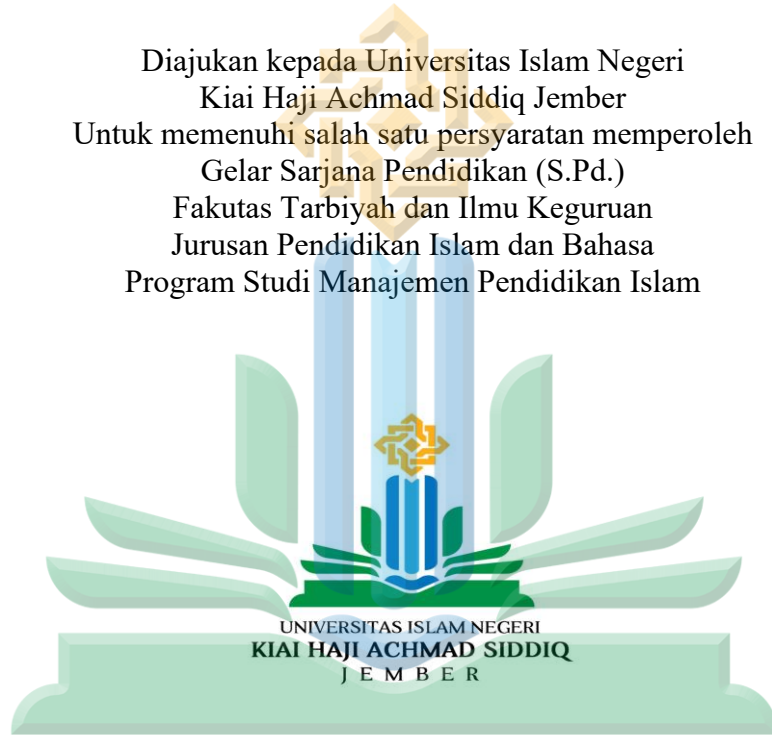 Diajukan kepada Universitas Islam Negeri
Kiai Haji Achmad Siddiq Jember
Untuk memenuhi salah satu persyaratan memperoleh
Gelar Sarjana Pendidikan (S.Pd.)
Fakutas Tarbiyah dan Ilmu Keguruan
Jurusan Pendidikan Islam dan Bahasa
Program Studi Manajemen Pendidikan Islam
UNIVERSITAS ISLAM NEGERI
KIAI HAJI ACHMAD SIDDIQ
JEMBER